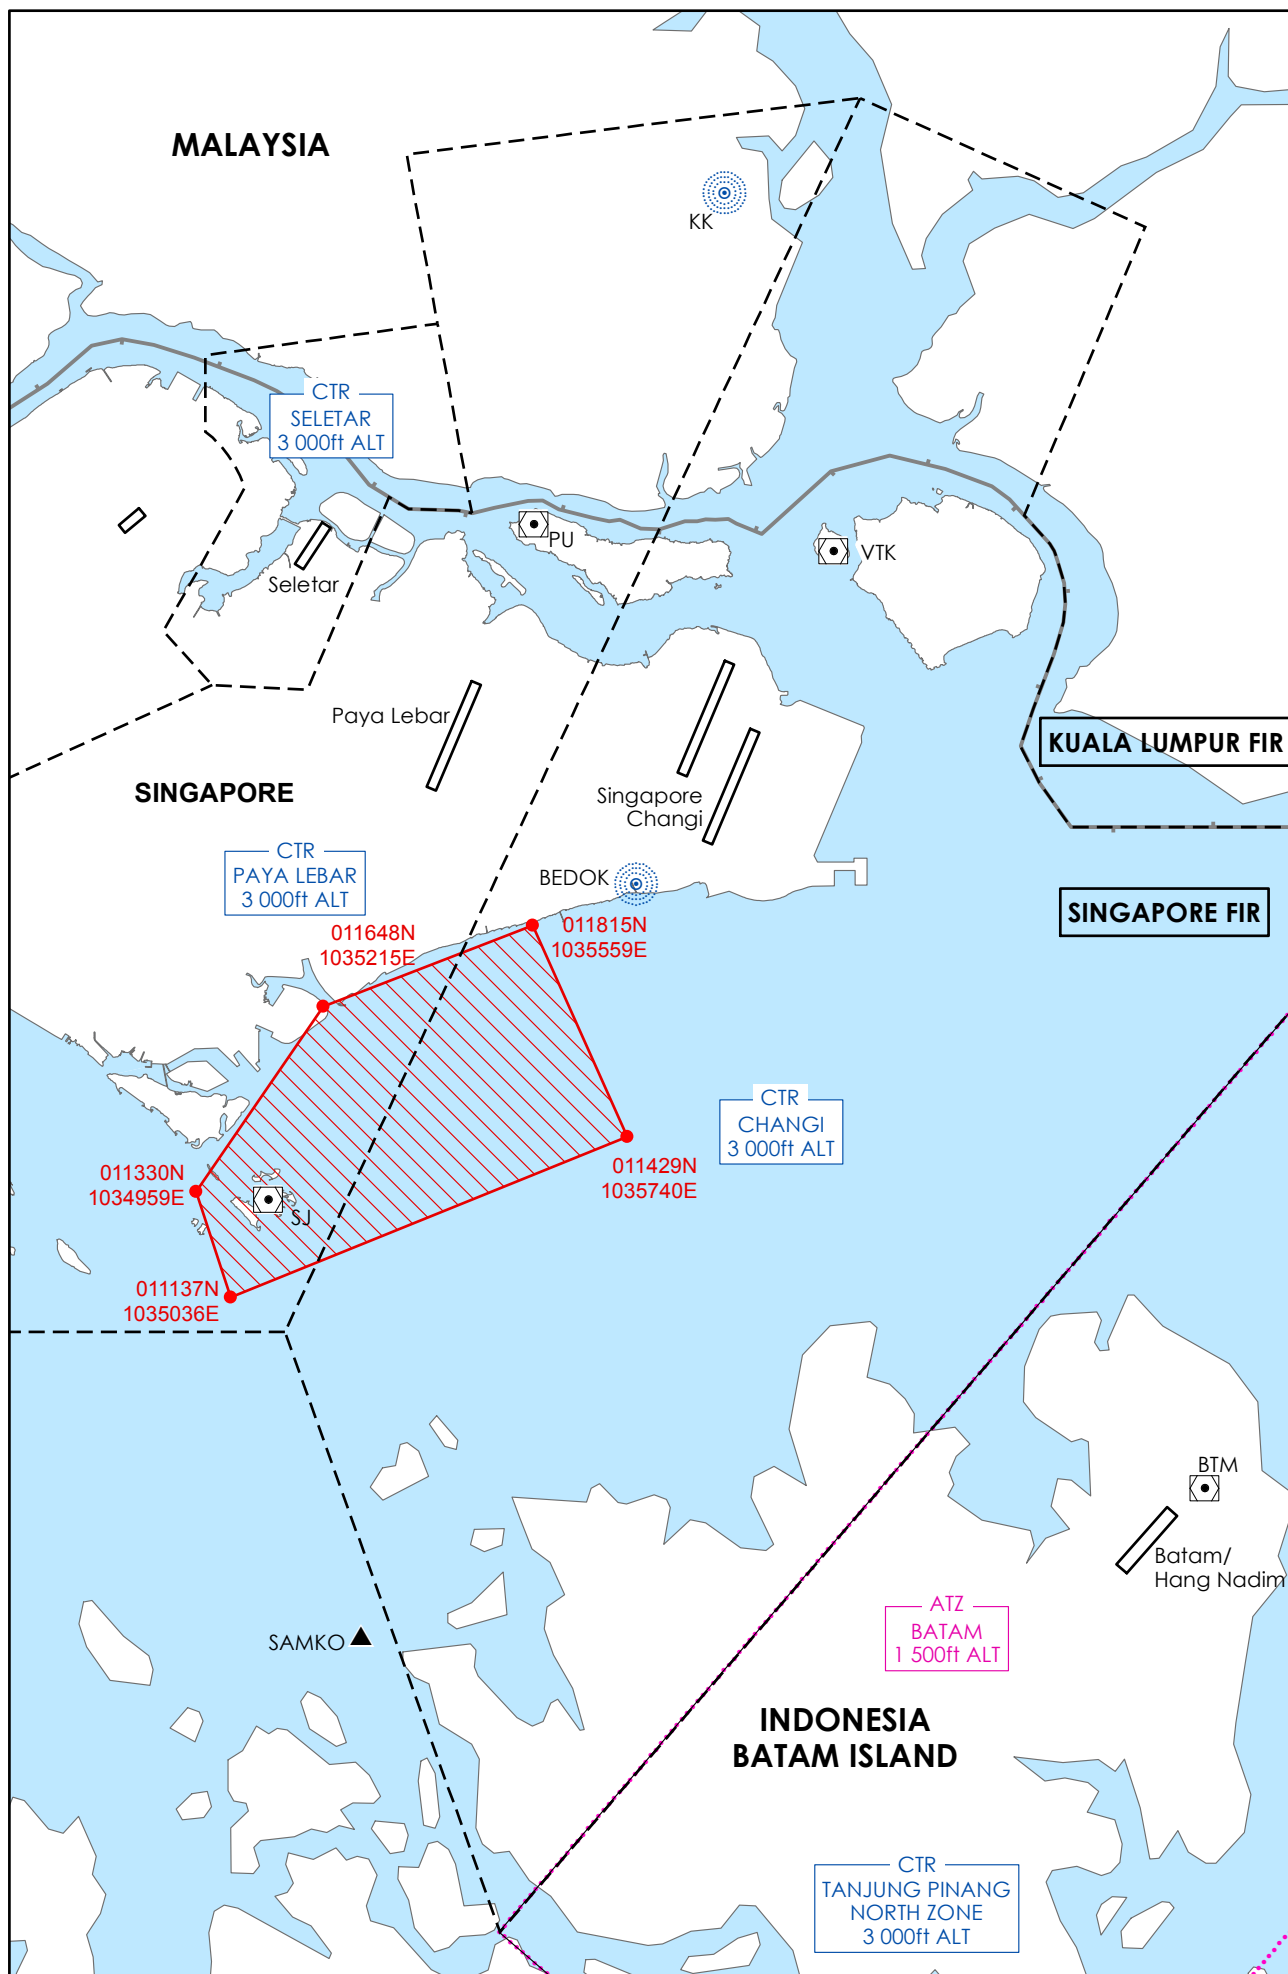 MALAYSIA
KK
CTR
SELETAR
3 000ft ALT
PU
VTK
Seletar
Paya Lebar
KUALA LUMPUR FIR
SINGAPORE
Singapore
Changi
CTR
PAYA LEBAR
3 000ft ALT
BEDOK
SINGAPORE FIR
011648N
1035215E
011815N
1035559E
CTR
CHANGI
3 000ft ALT
011429N
1035740E
011330N
1034959E
SJ
011137N
1035036E
BTM
Batam/
Hang Nadim
SAMKO
ATZ
BATAM
1 500ft ALT
INDONESIA
BATAM ISLAND
CTR
TANJUNG PINANG
NORTH ZONE
3 000ft ALT